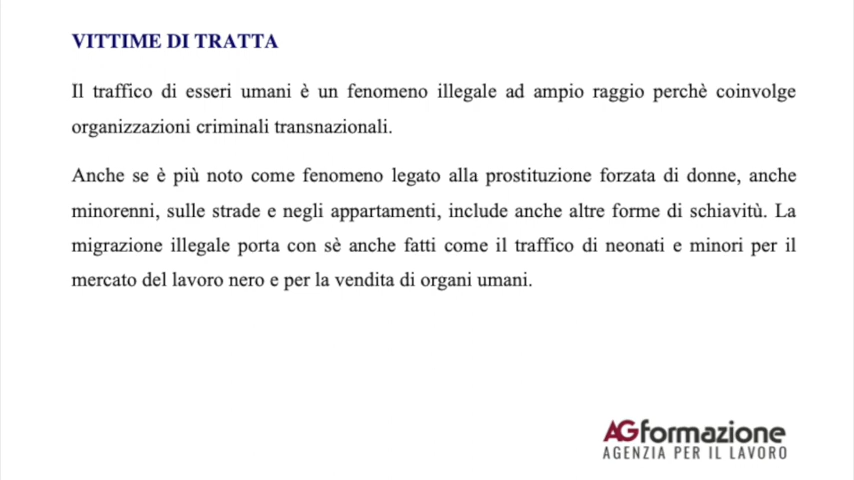 VITTIME DI TRATTA
Il traffico di esseri umani è un fenomeno illegale ad ampio raggio perchè coinvolge
organizzazioni criminali transnazionali.
Anche se è più noto come fenomeno legato alla prostituzione forzata di donne, anche
minorenni, sulle strade e negli appartamenti, include anche altre forme di schiavitù. La
migrazione illegale porta con sè anche fatti come il traffico di neonati e minori per il
mercato del lavoro nero e per la vendita di organi umani.
AGformazione
AGENZIA PER IL LAVORO